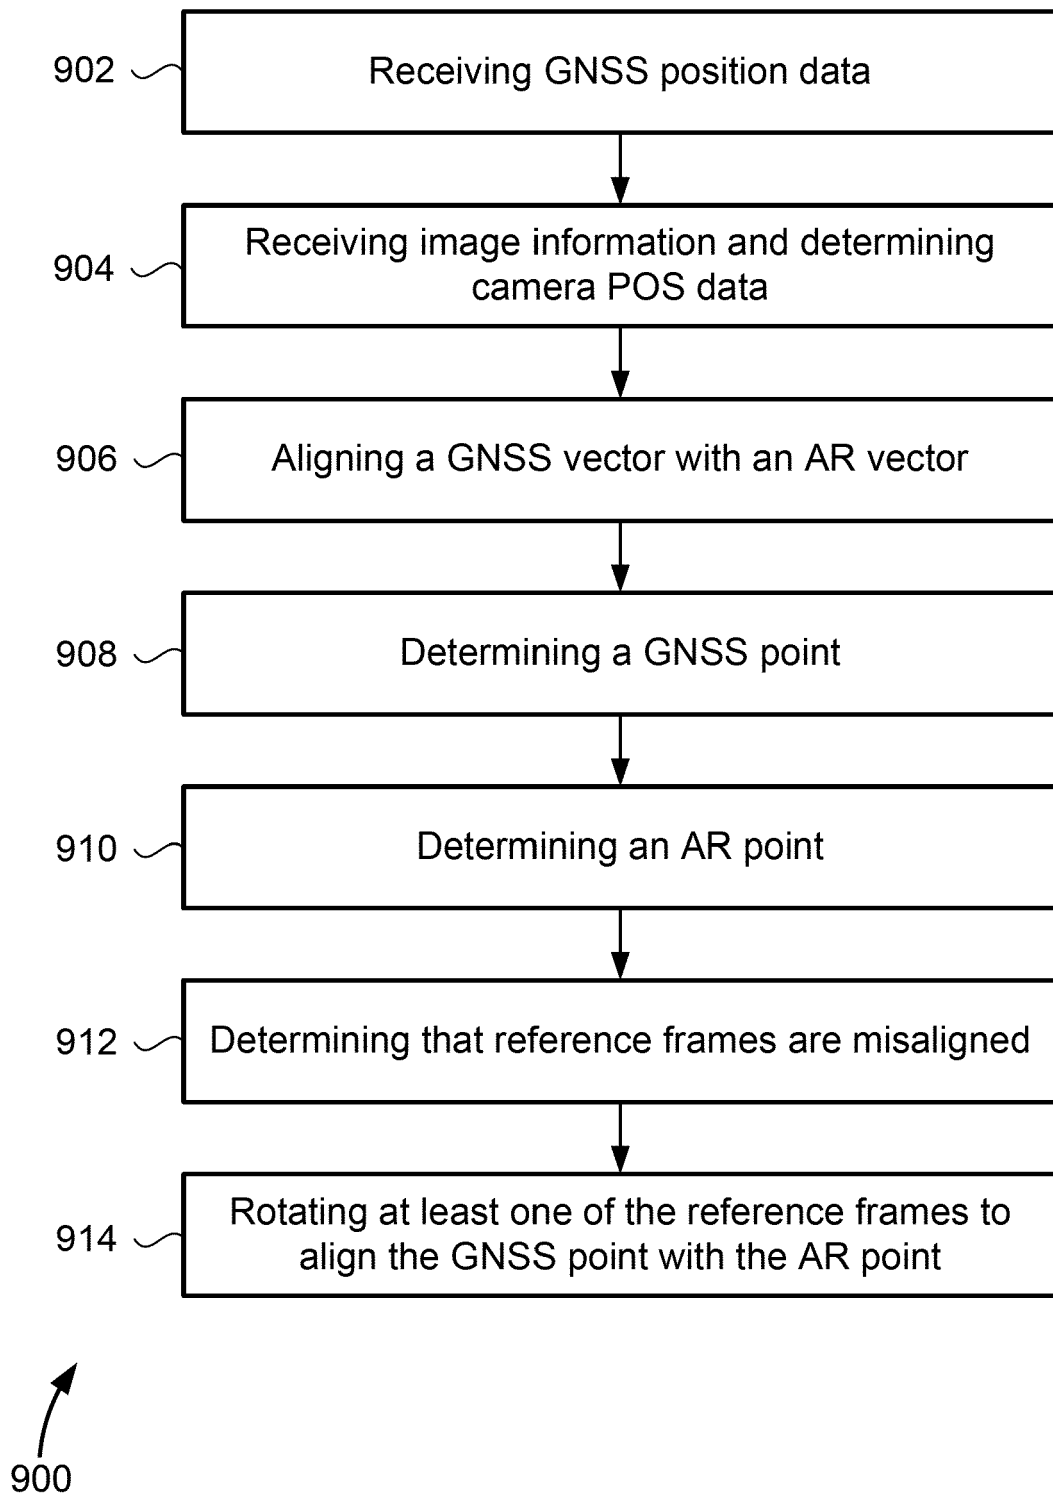 902
Receiving GNSS position data
904
Receiving image information and determining
camera POS data
906
Aligning a GNSS vector with an AR vector
908
Determining a GNSS point
910
Determining an AR point
912
Determining that reference frames are misaligned
914
Rotating at least one of the reference frames to
align the GNSS point with the AR point
900